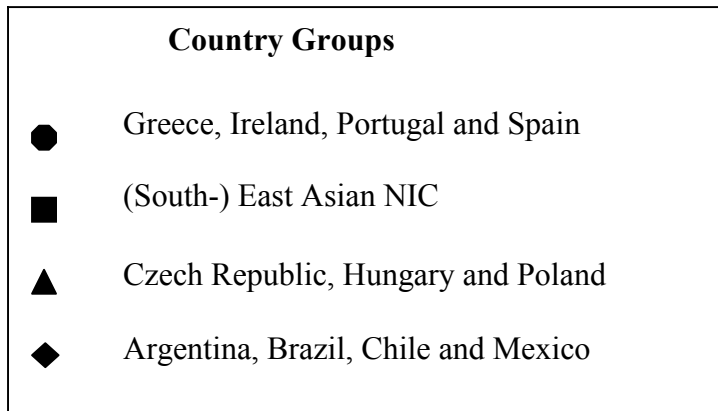 Country Groups
Greece, Ireland, Portugal and Spain
(South-) East Asian NIC
Czech Republic, Hungary and Poland
Argentina, Brazil, Chile and Mexico